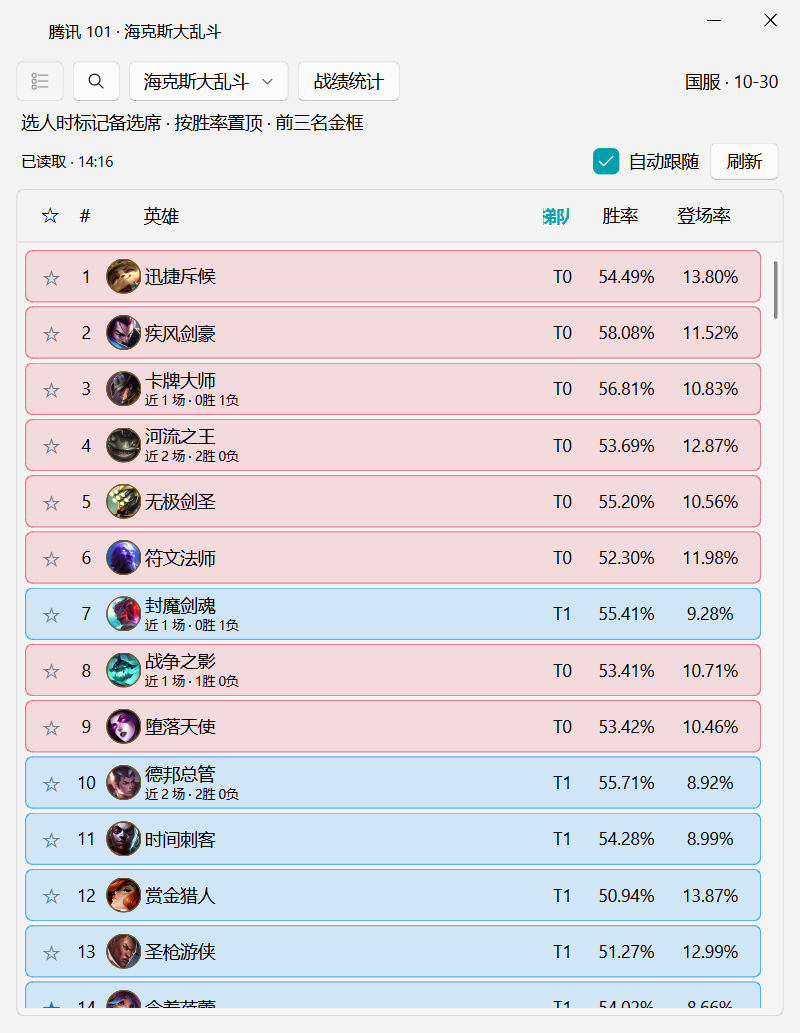 腾讯 101 · 海克斯大乱斗
海克斯大乱斗 战绩统计 国服 · 10-30
选人时标记备选席 · 按胜率置顶 · 前三名金框
已读取 · 14:16 自动跟随 刷新
☆ # 英雄 梯队 胜率 登场率
☆ 1 迅捷斥候 T0 54.49% 13.80%
☆ 2 疾风剑豪 T0 58.08% 11.52%
☆ 3 卡牌大师 T0 56.81% 10.83%
近 1 场 · 0胜 1负
☆ 4 河流之王 T0 53.69% 12.87%
近 2 场 · 2胜 0负
☆ 5 无极剑圣 T0 55.20% 10.56%
☆ 6 符文法师 T0 52.30% 11.98%
☆ 7 封魔剑魂 T1 55.41% 9.28%
近 1 场 · 0胜 1负
☆ 8 战争之影 T0 53.41% 10.71%
近 1 场 · 1胜 0负
☆ 9 堕落天使 T0 53.42% 10.46%
☆ 10 德邦总管 T1 55.71% 8.92%
近 2 场 · 2胜 0负
☆ 11 时间刺客 T1 54.28% 8.99%
☆ 12 赏金猎人 T1 50.94% 13.87%
☆ 13 圣枪游侠 T1 51.27% 12.99%
★ 14 T1 54.02% 8.66%